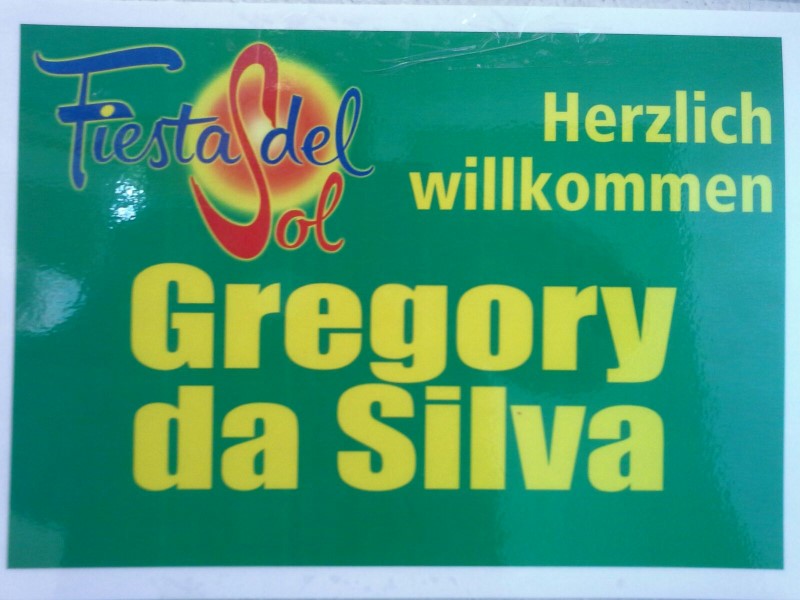 Fiesta del
Sol
Herzlich
willkommen
Gregory
da Silva